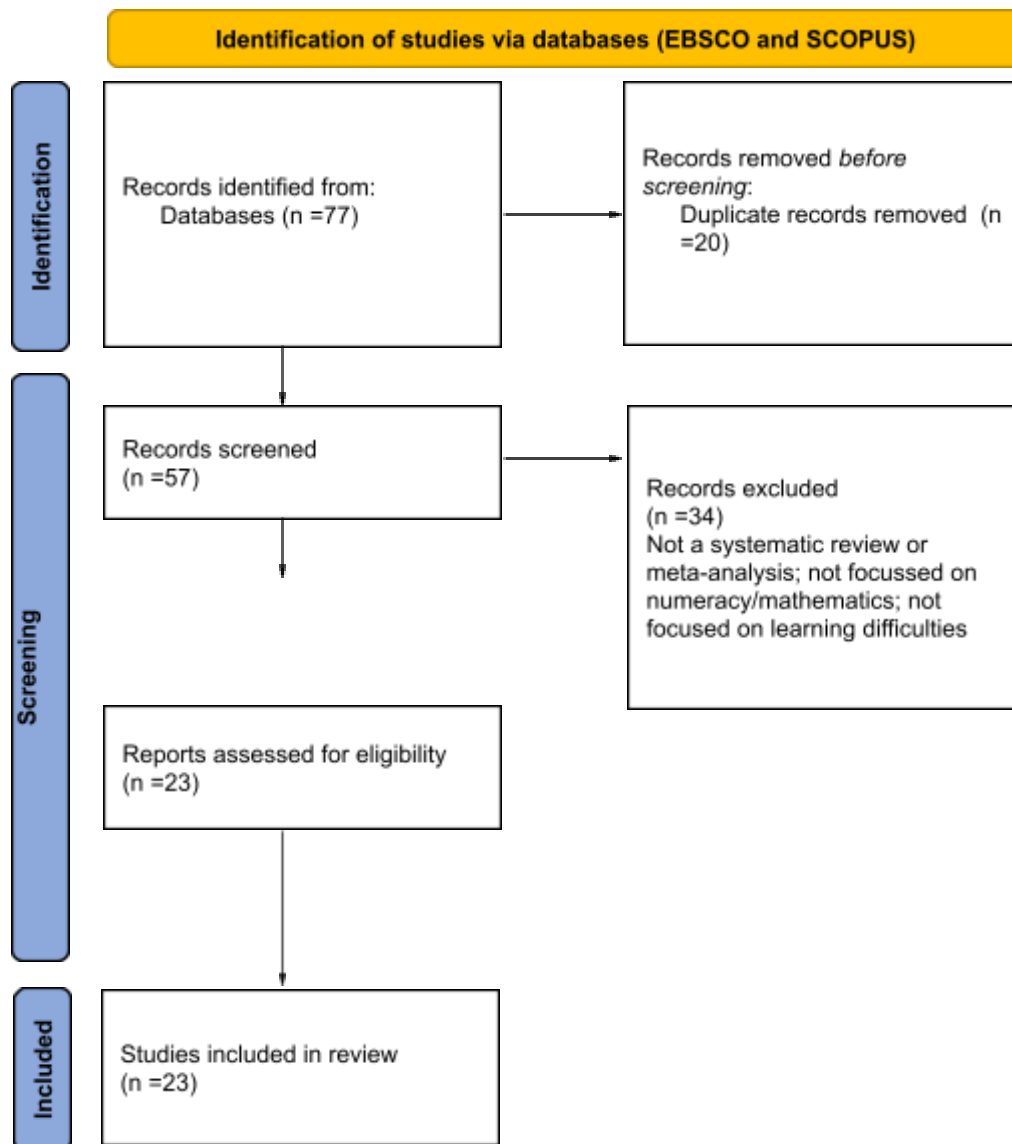 Identification of studies via databases (EBSCO and SCOPUS)
Identification
Records identified from:
Databases (n =77)
Records removed before
screening:
Duplicate records removed (n
=20)
Screening
Records screened
(n =57)
Records excluded
(n =34)
Not a systematic review or
meta-analysis; not focussed on
numeracy/mathematics; not
focused on learning difficulties
Reports assessed for eligibility
(n =23)
Included
Studies included in review
(n =23)